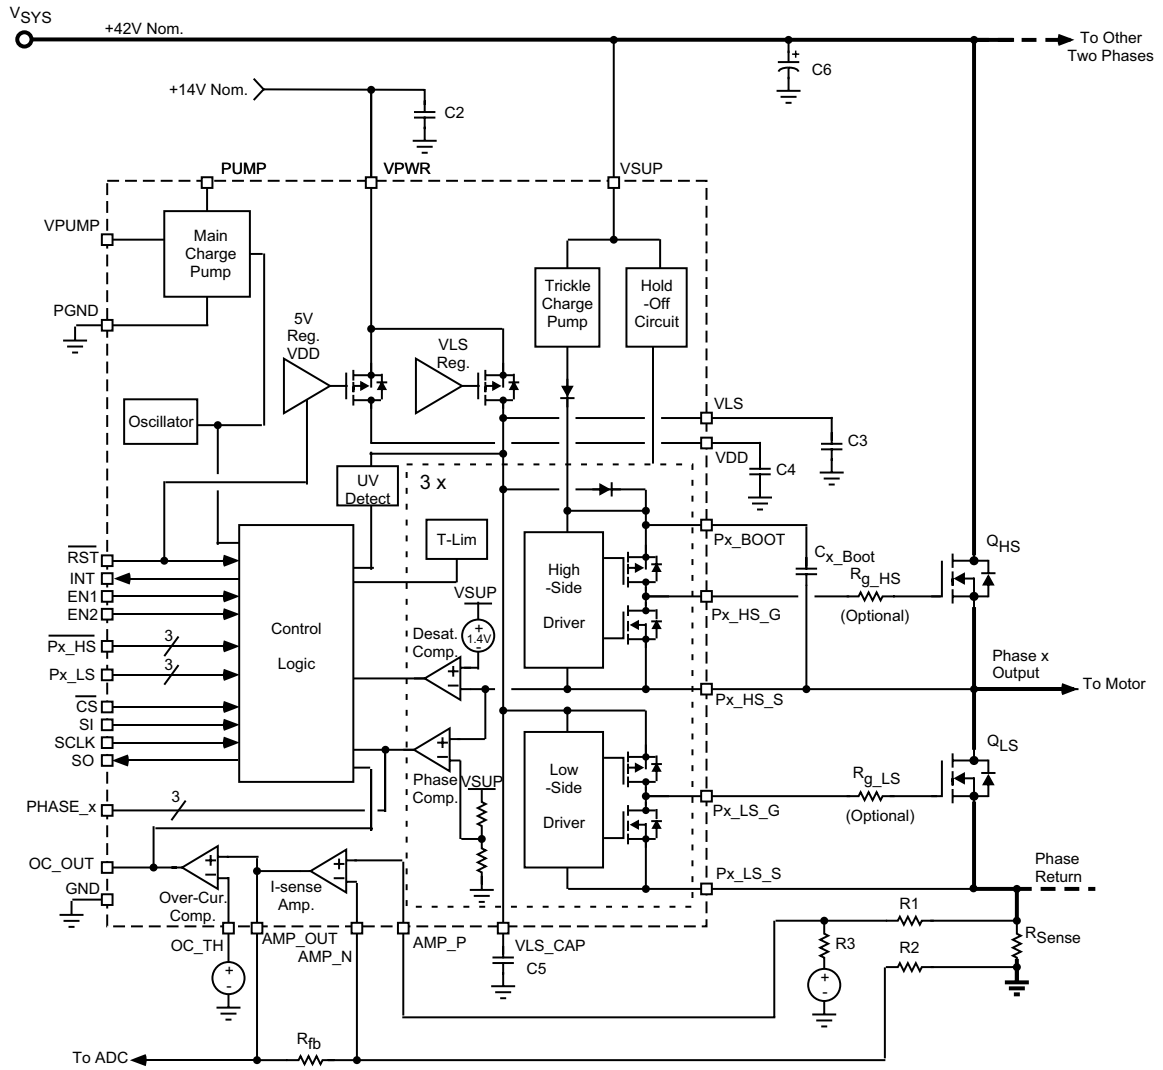 VSYS
+42V Nom.
To Other
Two Phases
C6
+14V Nom.
C2
PUMP
VPWR
VSUP
VPUMP
Main
Charge
Pump
PGND
Trickle
Charge
Pump
Hold
-Off
Circuit
5V
Reg.
VDD
VLS
Reg.
Oscillator
VLS
C3
VDD
C4
UV
Detect
3 x
T-Lim
Px_BOOT
Cx_Boot
QHS
RST
INT
EN1
EN2
Px_HS
3
Px_LS
3
CS
SI
SCLK
SO
PHASE_x
3
OC_OUT
GND
Control
Logic
VSUP
+
1.4V
-
Desat.
Comp.
+
−
High
-Side
Driver
Rg_HS
(Optional)
Px_HS_G
Phase x
Output
To Motor
Px_HS_S
+
−
Phase
Comp.
VSUP
Low
-Side
Driver
QLS
Rg_LS
(Optional)
Px_LS_G
Px_LS_S
Phase
Return
+
−
Over-Cur.
Comp.
+
−
I-sense
Amp.
OC_TH
AMP_OUT
AMP_N
AMP_P
VLS_CAP
C5
R1
R2
R3
RSense
+
-
+
-
Rfb
To ADC